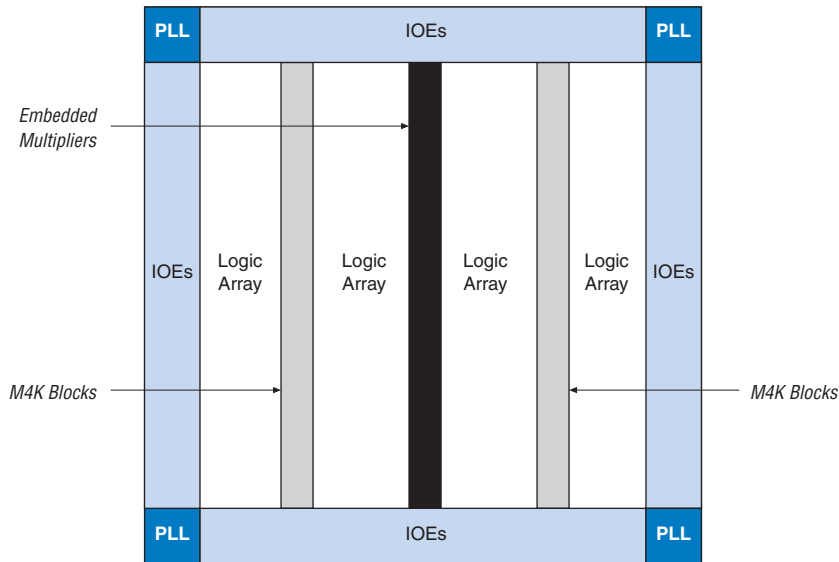 PLL
IOEs
PLL
Embedded
Multipliers
IOEs
Logic
Array
Logic
Array
Logic
Array
Logic
Array
IOEs
M4K Blocks
M4K Blocks
PLL
IOEs
PLL